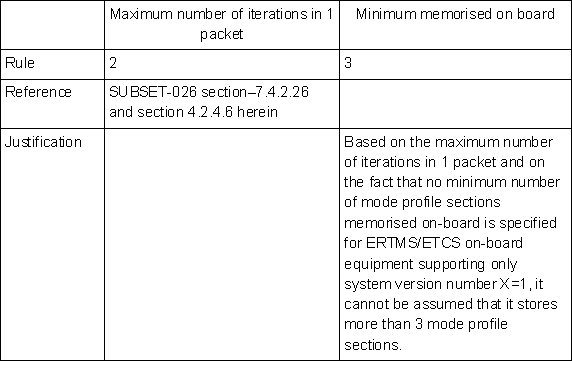 Maximum number of iterations in 1
packet
Minimum memorised on board
Rule
2
3
Reference
SUBSET-026 section–7.4.2.26
and section 4.2.4.6 herein
Justification
Based on the maximum number
of iterations in 1 packet and on
the fact that no minimum number
of mode profile sections
memorised on-board is specified
for ERTMS/ETCS on-board
equipment supporting only
system version number X=1, it
cannot be assumed that it stores
more than 3 mode profile
sections.